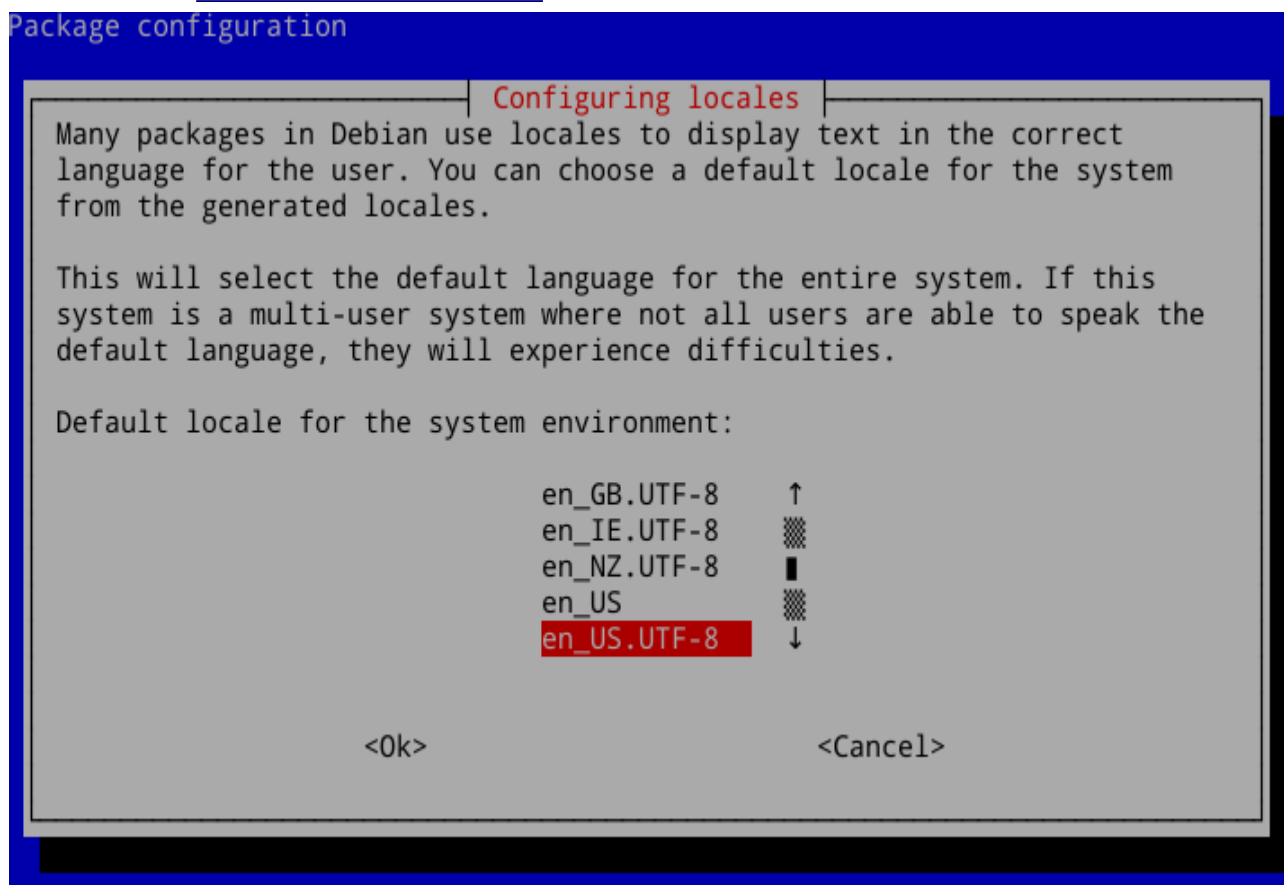 Package configuration
Configuring locales
Many packages in Debian use locales to display text in the correct
language for the user. You can choose a default locale for the system
from the generated locales.
This will select the default language for the entire system. If this
system is a multi-user system where not all users are able to speak the
default language, they will experience difficulties.
Default locale for the system environment:
en_GB.UTF-8 ↑
en_IE.UTF-8
en_NZ.UTF-8
en_US
en_US.UTF-8 ↓
<Ok> <Cancel>